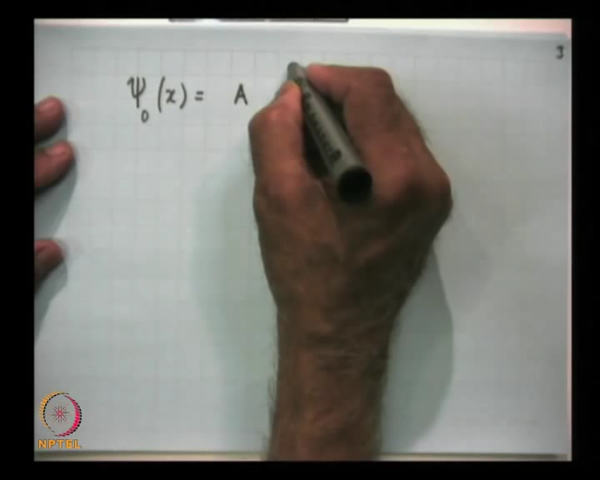 3
Ψ₀(x) = A
NPTEL